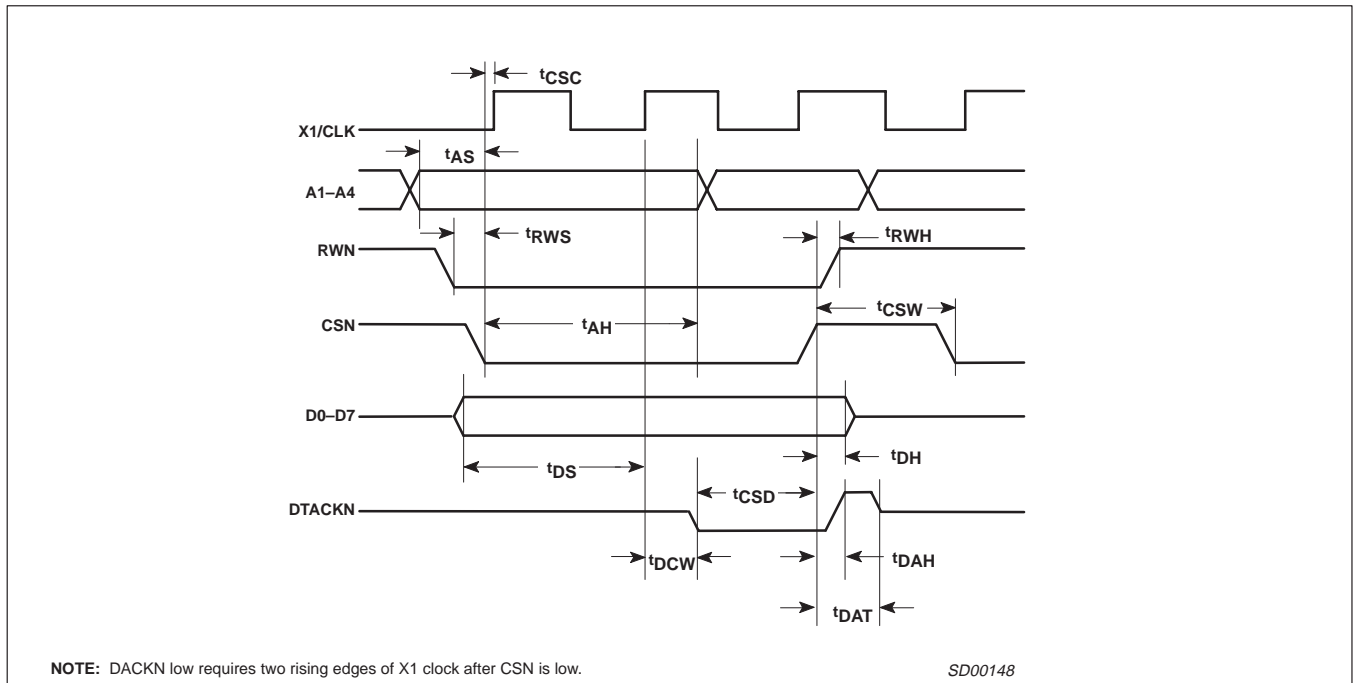 tCSC
X1/CLK
tAS
A1–A4
tRWS
tRWH
RWN
tCSW
CSN
tAH
D0–D7
tDS
tDH
tCSD
DTACKN
tDCW
tDAH
tDAT
NOTE: DACKN low requires two rising edges of X1 clock after CSN is low.
SD00148